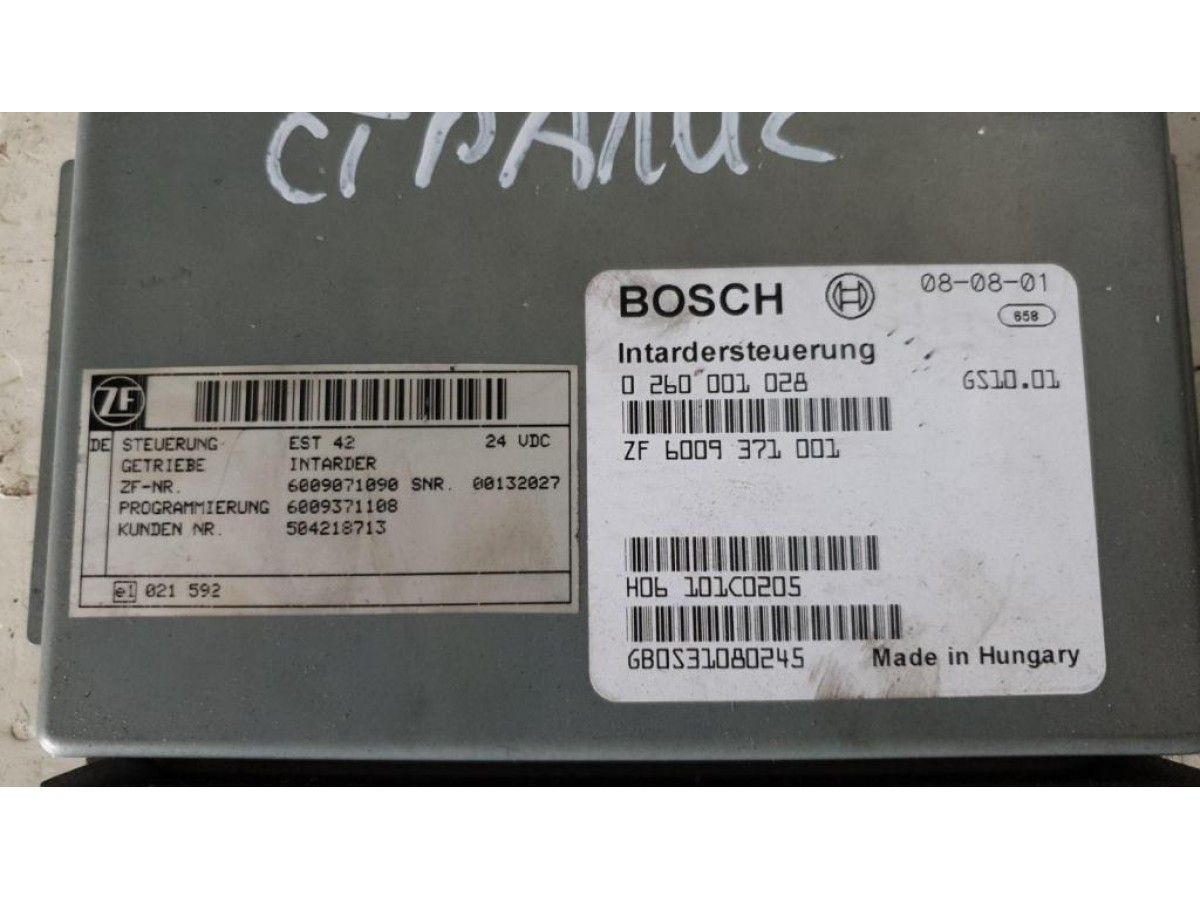 СТРАЛИС
ZF
DE STEUERUNG EST 42 24 VDC
GETRIEBE INTARDER
ZF-NR. 6009071090 SNR. 00132027
PROGRAMMIERUNG 6009371108
KUNDEN NR. 504218713
e1 021 592
BOSCH 08-08-01
658
Intardersteuerung
0 260 001 028 GS10.01
ZF 6009 371 001
H06 101C0205
GB0S31080245 Made in Hungary